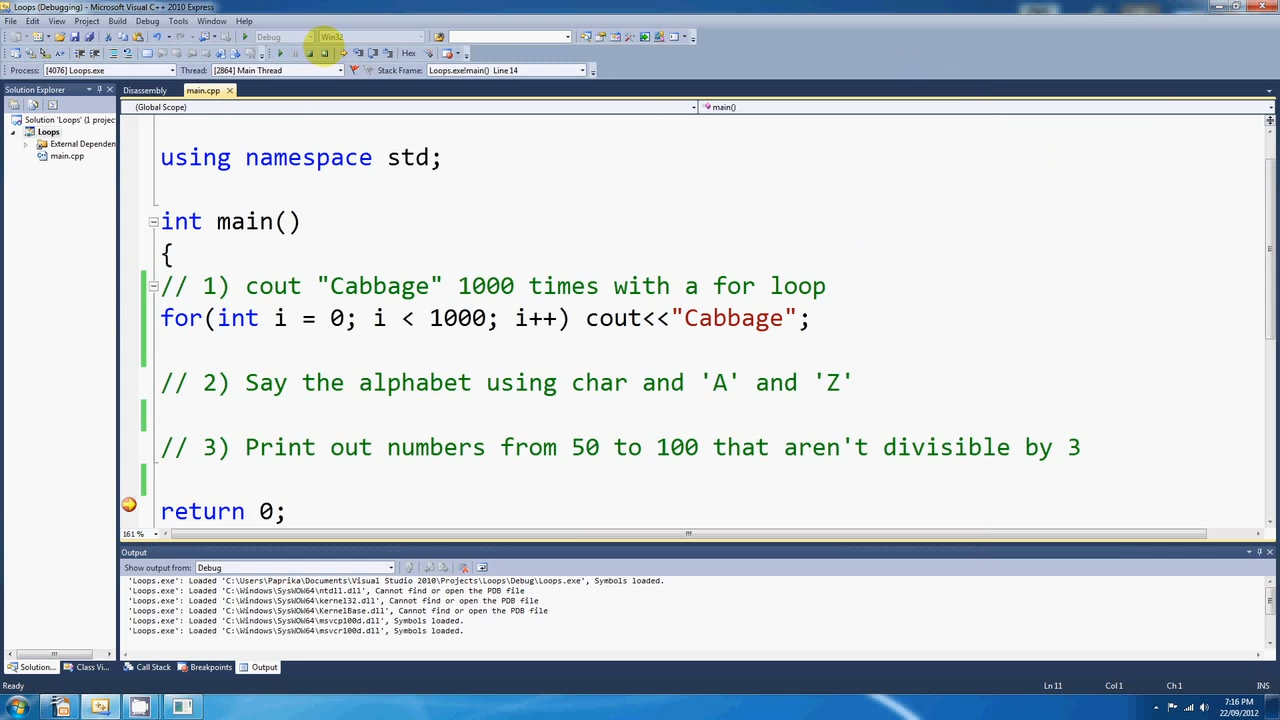 Loops (Debugging) - Microsoft Visual C++ 2010 Express
File Edit View Project Build Debug Tools Window Help
Debug Win32
Hex
Process: [4076] Loops.exe Thread: [2864] Main Thread Stack Frame: Loops.exe!main() Line 14
Solution Explorer
Disassembly main.cpp
(Global Scope) main()
Solution 'Loops' (1 projec
Loops
External Dependen
main.cpp
using namespace std;
int main()
{
// 1) cout "Cabbage" 1000 times with a for loop
for(int i = 0; i < 1000; i++) cout<<"Cabbage";
// 2) Say the alphabet using char and 'A' and 'Z'
// 3) Print out numbers from 50 to 100 that aren't divisible by 3
return 0;
161 %
Output
Show output from: Debug
'Loops.exe': Loaded 'C:\Users\Paprika\Documents\Visual Studio 2010\Projects\Loops\Debug\Loops.exe', Symbols loaded.
'Loops.exe': Loaded 'C:\Windows\SysWOW64\ntdll.dll', Cannot find or open the PDB file
'Loops.exe': Loaded 'C:\Windows\SysWOW64\kernel32.dll', Cannot find or open the PDB file
'Loops.exe': Loaded 'C:\Windows\SysWOW64\KernelBase.dll', Cannot find or open the PDB file
'Loops.exe': Loaded 'C:\Windows\SysWOW64\msvcp100d.dll', Symbols loaded.
'Loops.exe': Loaded 'C:\Windows\SysWOW64\msvcr100d.dll', Symbols loaded.
Solution... Class Vi... Call Stack Breakpoints Output
Ready Ln 11 Col 1 Ch 1 INS
7:16 PM
22/09/2012